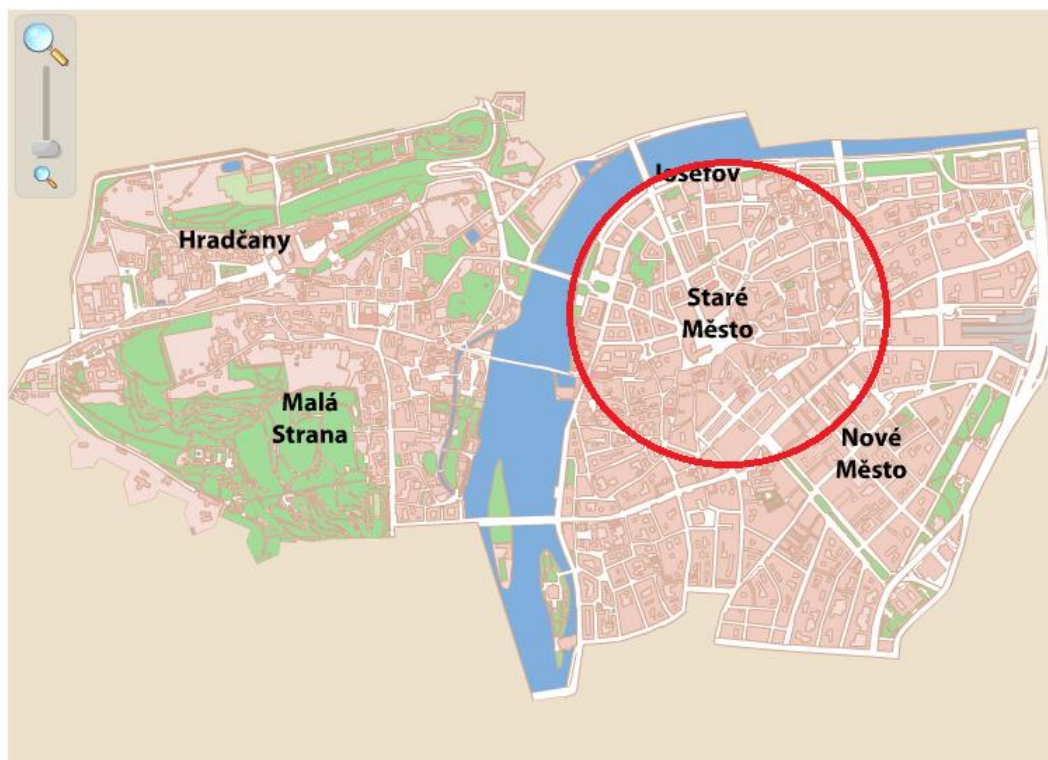 Josefov
Hradčany
Staré
Město
Malá
Strana
Nové
Město